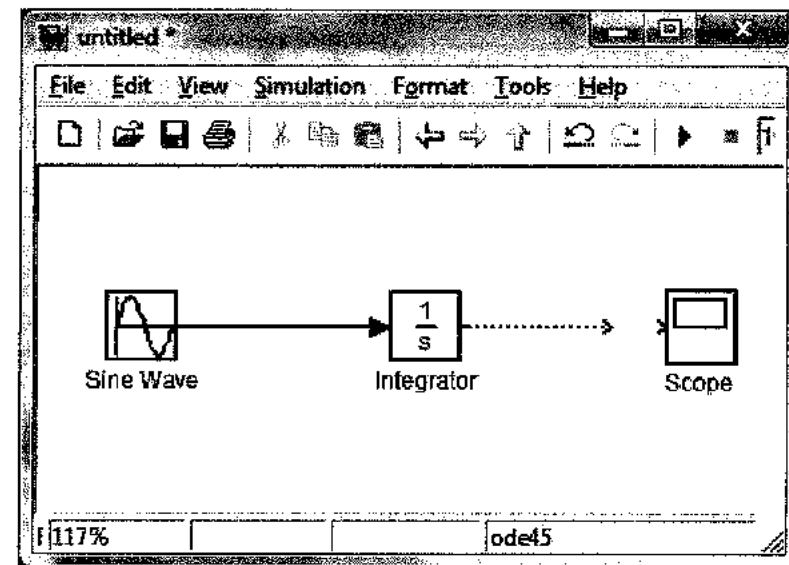 untitled *
File Edit View Simulation Format Tools Help
1
s
Sine Wave Integrator Scope
117% ode45